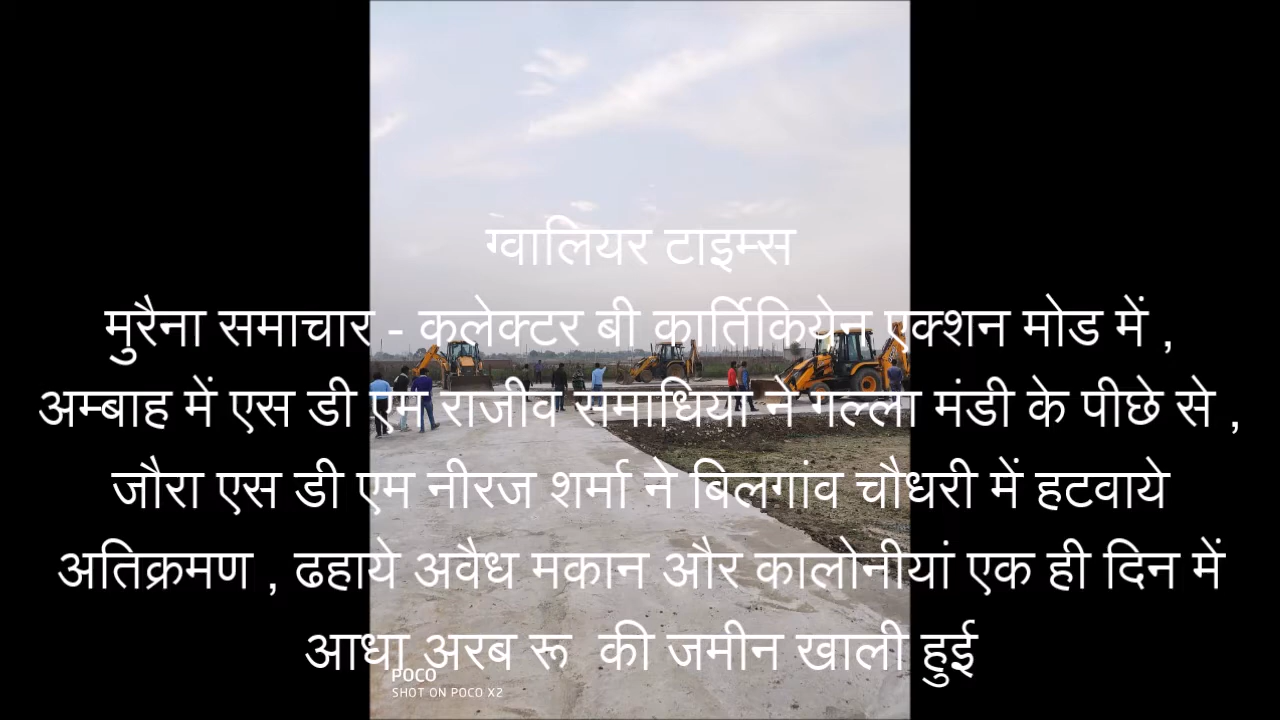 ग्वालियर टाइम्स
मुरैना समाचार - कलेक्टर बी कार्तिकियेन एक्शन मोड में ,
अम्बाह में एस डी एम राजीव समाधिया ने गल्ला मंडी के पीछे से ,
जौरा एस डी एम नीरज शर्मा ने बिलगांव चौधरी में हटवाये
अतिक्रमण , ढहाये अवैध मकान और कालोनीयां एक ही दिन में
आधा अरब रू की जमीन खाली हुई
POCO
SHOT ON POCO X2